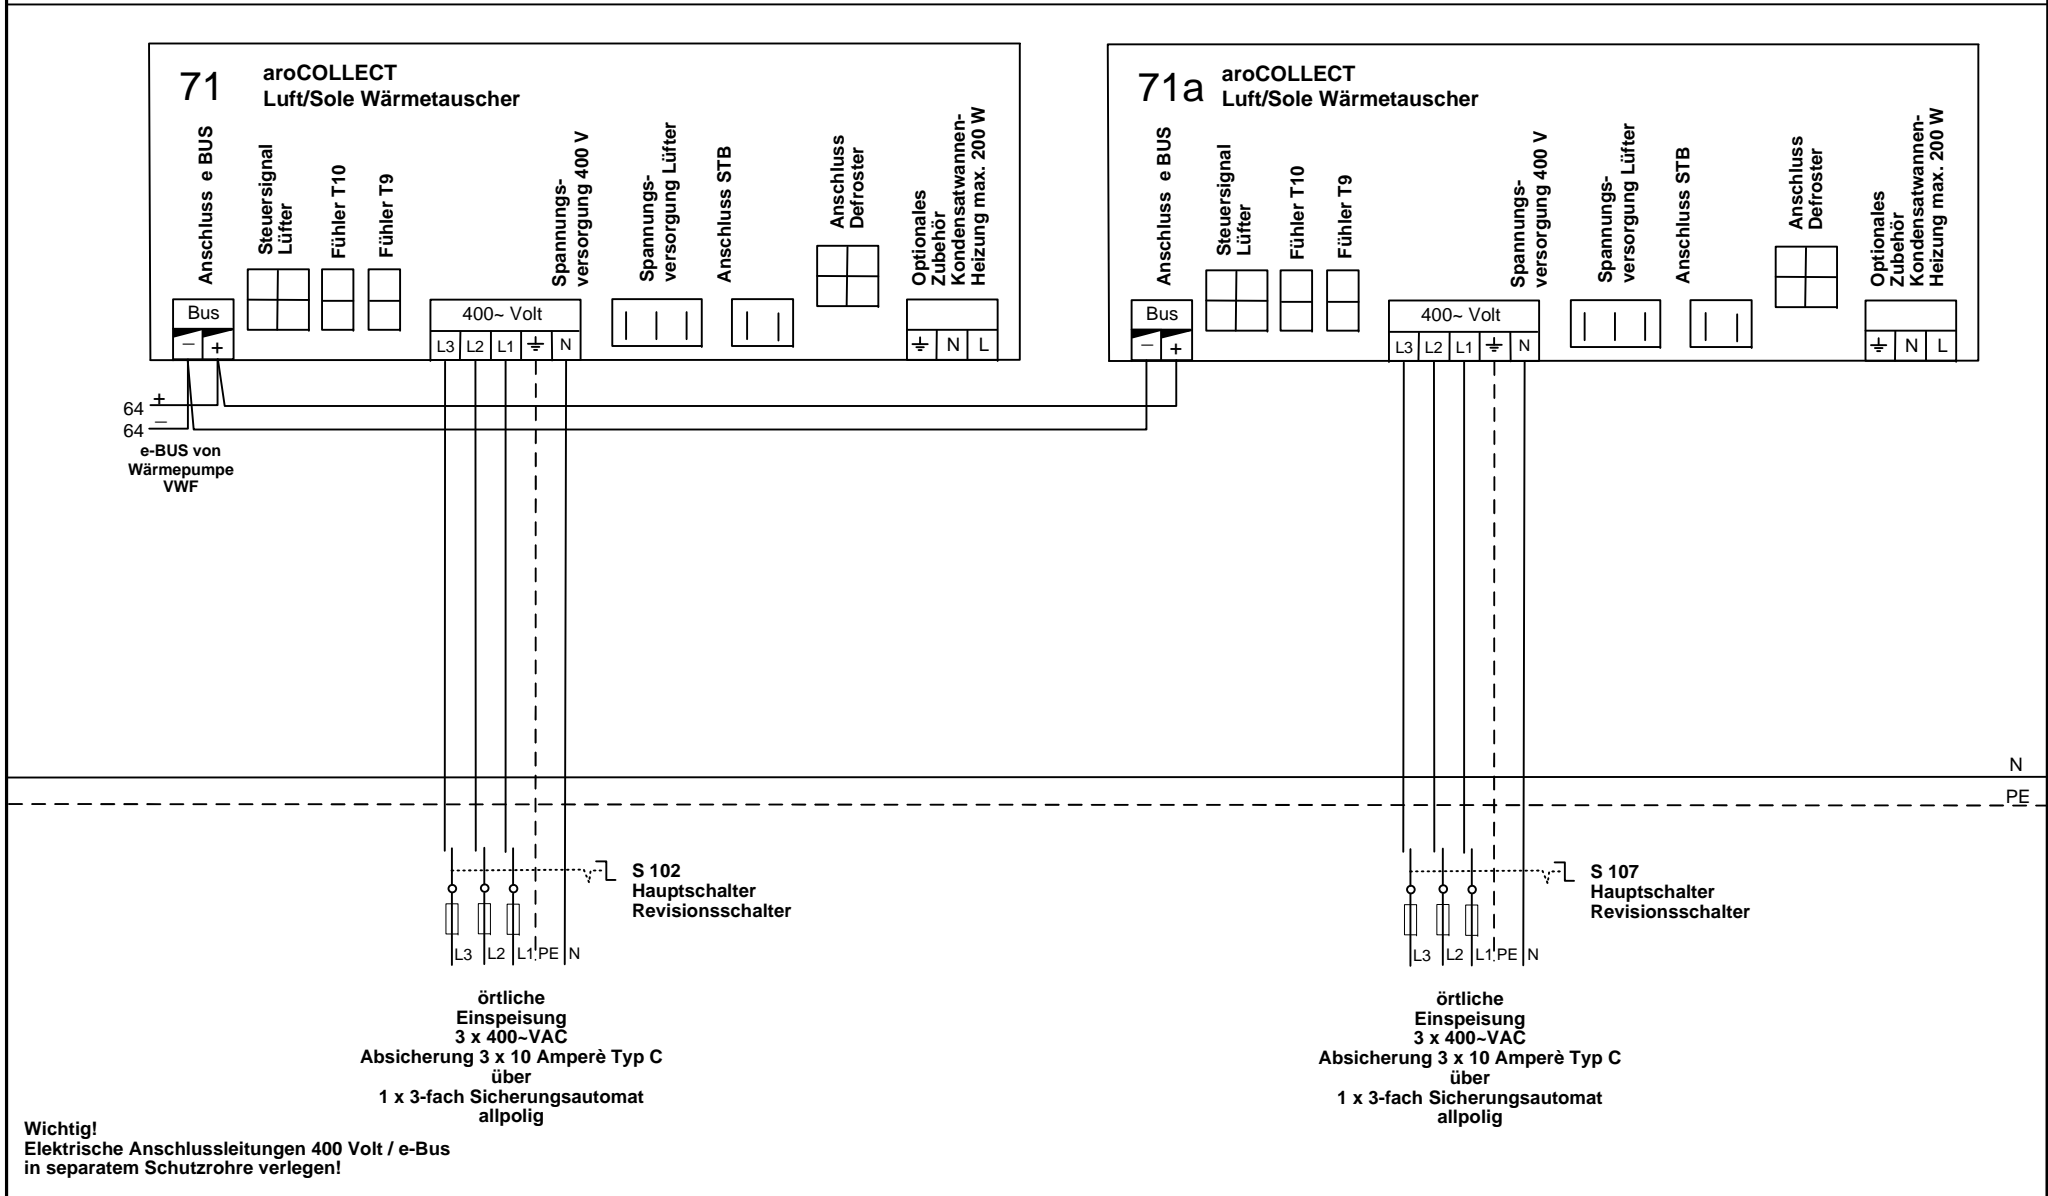 71
aroCOLLECT
Luft/Sole Wärmetauscher
Anschluss e BUS
Steuersignal
Lüfter
Fühler T10
Fühler T9
Spannungs-
versorgung 400 V
Spannungs-
versorgung Lüfter
Anschluss STB
Anschluss
Defroster
Optionales
Zubehör
Kondensatwannen-
Heizung max. 200 W
Bus
− +
400~ Volt
L3 L2 L1 ⏚ N
⏚ N L
64 +
64 −
e-BUS von
Wärmepumpe
VWF
71a
aroCOLLECT
Luft/Sole Wärmetauscher
Anschluss e BUS
Steuersignal
Lüfter
Fühler T10
Fühler T9
Spannungs-
versorgung 400 V
Spannungs-
versorgung Lüfter
Anschluss STB
Anschluss
Defroster
Optionales
Zubehör
Kondensatwannen-
Heizung max. 200 W
Bus
− +
400~ Volt
L3 L2 L1 ⏚ N
⏚ N L
N
PE
S 102
Hauptschalter
Revisionsschalter
L3 L2 L1 PE N
örtliche
Einspeisung
3 x 400~VAC
Absicherung 3 x 10 Amperè Typ C
über
1 x 3-fach Sicherungsautomat
allpolig
S 107
Hauptschalter
Revisionsschalter
L3 L2 L1 PE N
örtliche
Einspeisung
3 x 400~VAC
Absicherung 3 x 10 Amperè Typ C
über
1 x 3-fach Sicherungsautomat
allpolig
Wichtig!
Elektrische Anschlussleitungen 400 Volt / e-Bus
in separatem Schutzrohre verlegen!